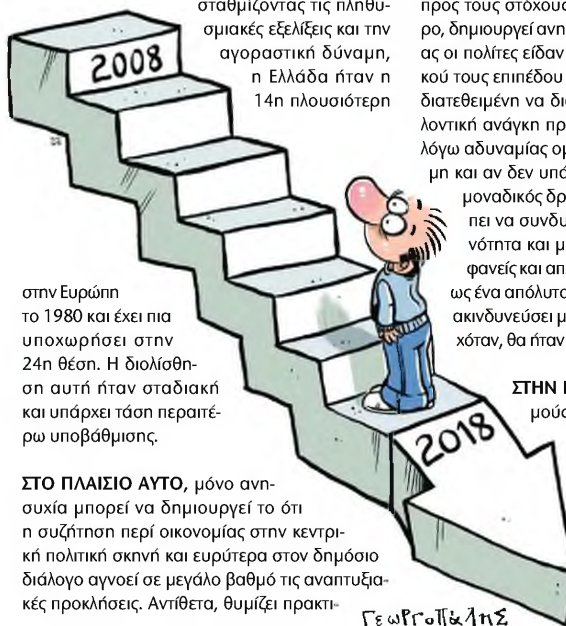 σταθμίζοντας τις πληθυ-
σμιακές εξελίξεις και την
αγοραστική δύναμη,
η Ελλάδα ήταν η
14η πλουσιότερη
στην Ευρώπη
το 1980 και έχει πια
υποχωρήσει στην
24η θέση. Η διολίσθη-
ση αυτή ήταν σταδιακή
και υπάρχει τάση περαιτέ-
ρω υποβάθμισης.
ΣΤΟ ΠΛΑΙΣΙΟ ΑΥΤΟ, μόνο ανη-
συχία μπορεί να δημιουργεί το ότι
η συζήτηση περί οικονομίας στην κεντρι-
κή πολιτική σκηνή και ευρύτερα στον δημόσιο
διάλογο αγνοεί σε μεγάλο βαθμό τις αναπτυξια-
κές προκλήσεις. Αντίθετα, θυμίζει πρακτι-
προς τους στόχους
ρο, δημιουργεί ανη
ας οι πολίτες είδαν
κού τους επιπέδου
διατεθειμένη να δι
λοντική ανάγκη πρ
λόγω αδυναμίας ομ
μη και αν δεν υπά
μοναδικός δρ
πει να συνδυ
νότητα και μ
φανείς και απ
ως ένα απόλυτο
ακινδυνεύσει μ
χόταν, θα ήταν
ΣΤΗΝ
μούσ
2008
2018
ΓεωΡΓοΠάλΗΣ